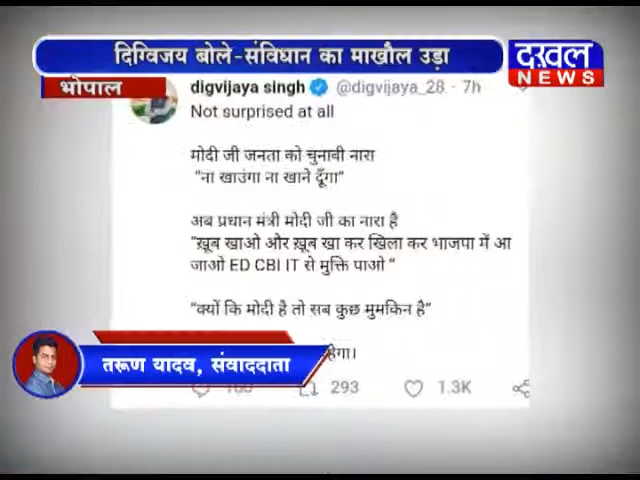 दिग्विजय बोले-संविधान का माखौल उड़ा
दख़ल
NEWS
भोपाल
digvijaya singh @digvijaya_28 · 7h
Not surprised at all
मोदी जी जनता को चुनावी नारा
"ना खाउंगा ना खाने दूँगा"
अब प्रधान मंत्री मोदी जी का नारा है
"ख़ूब खाओ और ख़ूब खा कर खिला कर भाजपा में आ
जाओ ED CBI IT से मुक्ति पाओ "
"क्यों कि मोदी है तो सब कुछ मुमकिन है"
तरूण यादव, संवाददाता
293 1.3K